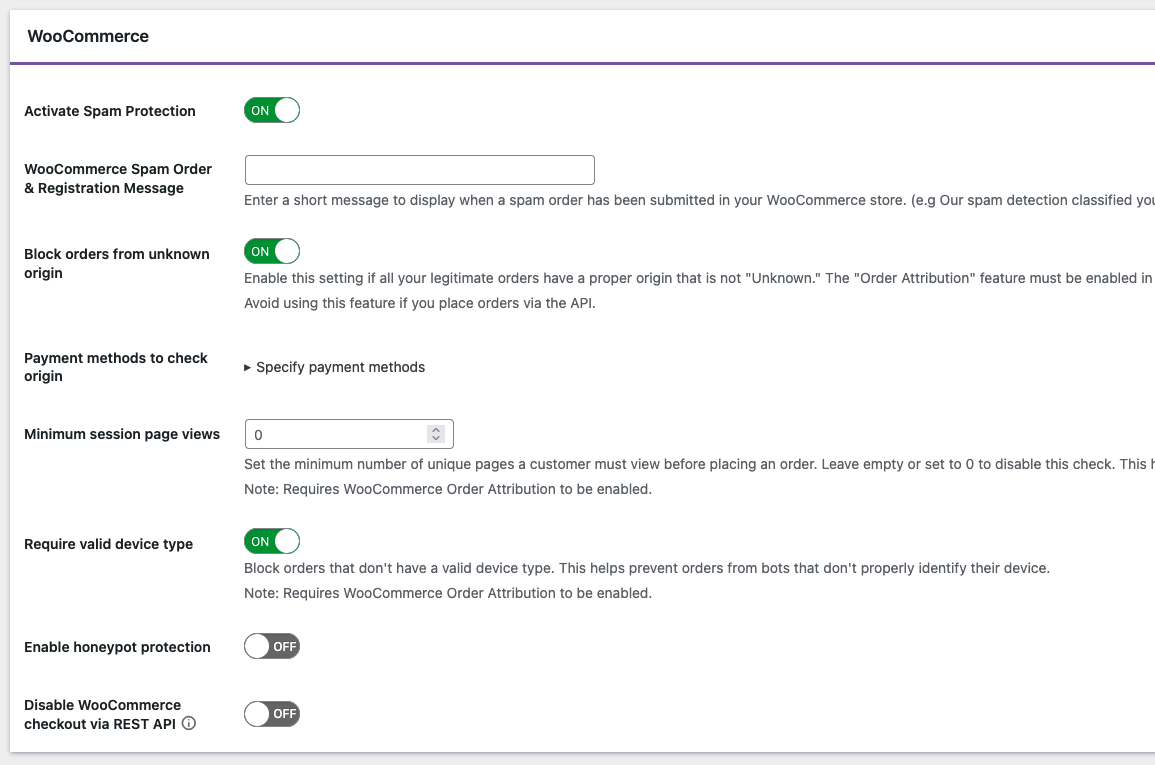 WooCommerce
Activate Spam Protection
ON
WooCommerce Spam Order
& Registration Message
Enter a short message to display when a spam order has been submitted in your WooCommerce store. (e.g Our spam detection classified
Block orders from unknown
origin
ON
Enable this setting if all your legitimate orders have a proper origin that is not "Unknown." The "Order Attribution" feature must be enabled in
Avoid using this feature if you place orders via the API.
Payment methods to check
origin
▸ Specify payment methods
Minimum session page views
0
Set the minimum number of unique pages a customer must view before placing an order. Leave empty or set to 0 to disable this check. This
Note: Requires WooCommerce Order Attribution to be enabled.
Require valid device type
ON
Block orders that don't have a valid device type. This helps prevent orders from bots that don't properly identify their device.
Note: Requires WooCommerce Order Attribution to be enabled.
Enable honeypot protection
OFF
Disable WooCommerce
checkout via REST API
OFF